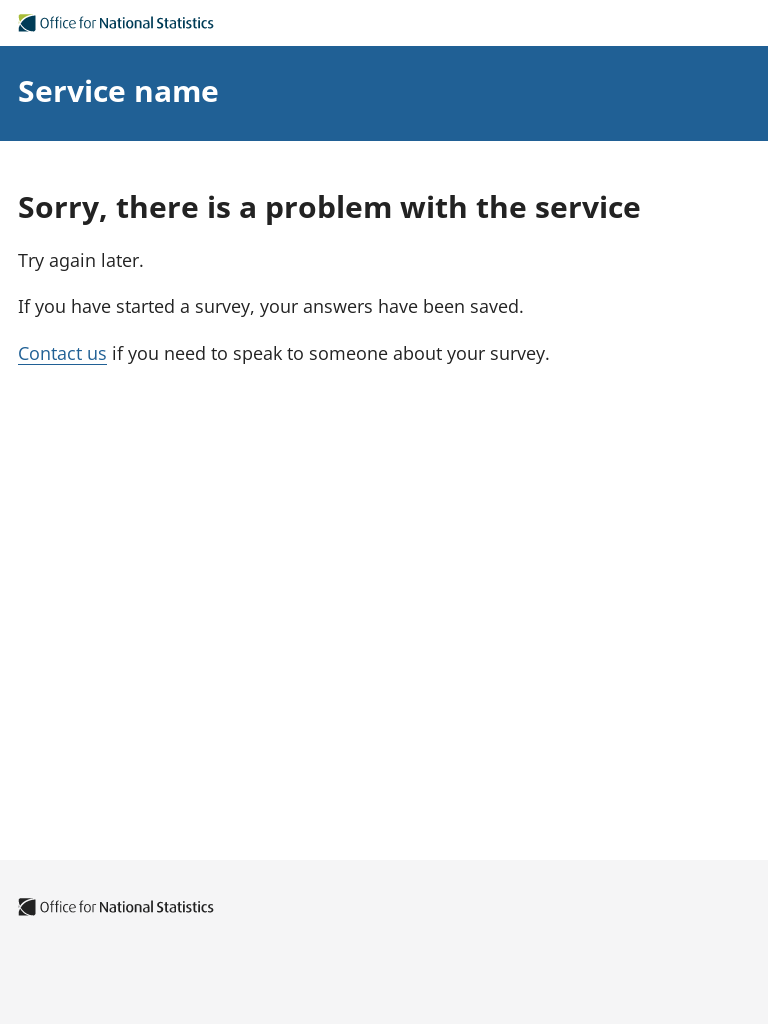 Office for National Statistics
Service name
Sorry, there is a problem with the service
Try again later.
If you have started a survey, your answers have been saved.
Contact us if you need to speak to someone about your survey.
Office for National Statistics